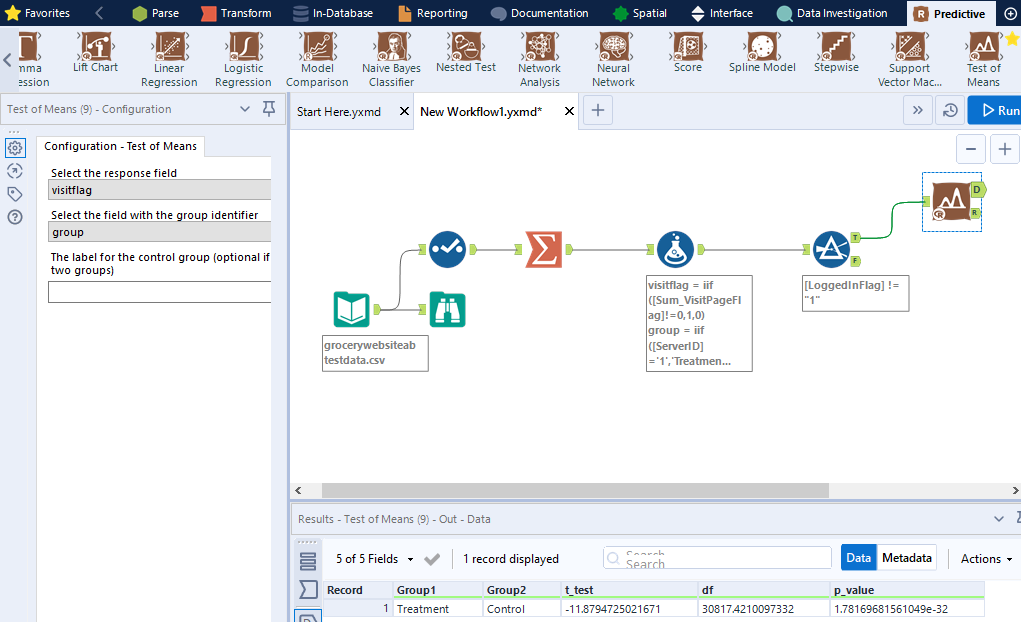 Favorites
Parse
Transform
In-Database
Reporting
Documentation
Spatial
Interface
Data Investigation
Predictive
mma
ession
Lift Chart
Linear
Regression
Logistic
Regression
Model
Comparison
Naive Bayes
Classifier
Nested Test
Network
Analysis
Neural
Network
Score
Spline Model
Stepwise
Support
Vector Mac...
Test of
Means
Test of Means (9) - Configuration
Start Here.yxmd
New Workflow1.yxmd*
Run
Configuration - Test of Means
Select the response field
visitflag
Select the field with the group identifier
group
The label for the control group (optional if
two groups)
D
R
T
F
visitflag = iif
([Sum_VisitPageFl
ag]!=0,1,0)
group = iif
([ServerID]
='1','Treatmen...
[LoggedInFlag] !=
"1"
grocerywebsiteab
testdata.csv
Results - Test of Means (9) - Out - Data
5 of 5 Fields
1 record displayed
Search
Search
Data
Metadata
Actions
Record Group1 Group2 t_test df p_value
1 Treatment Control -11.8794725021671 30817.4210097332 1.78169681561049e-32